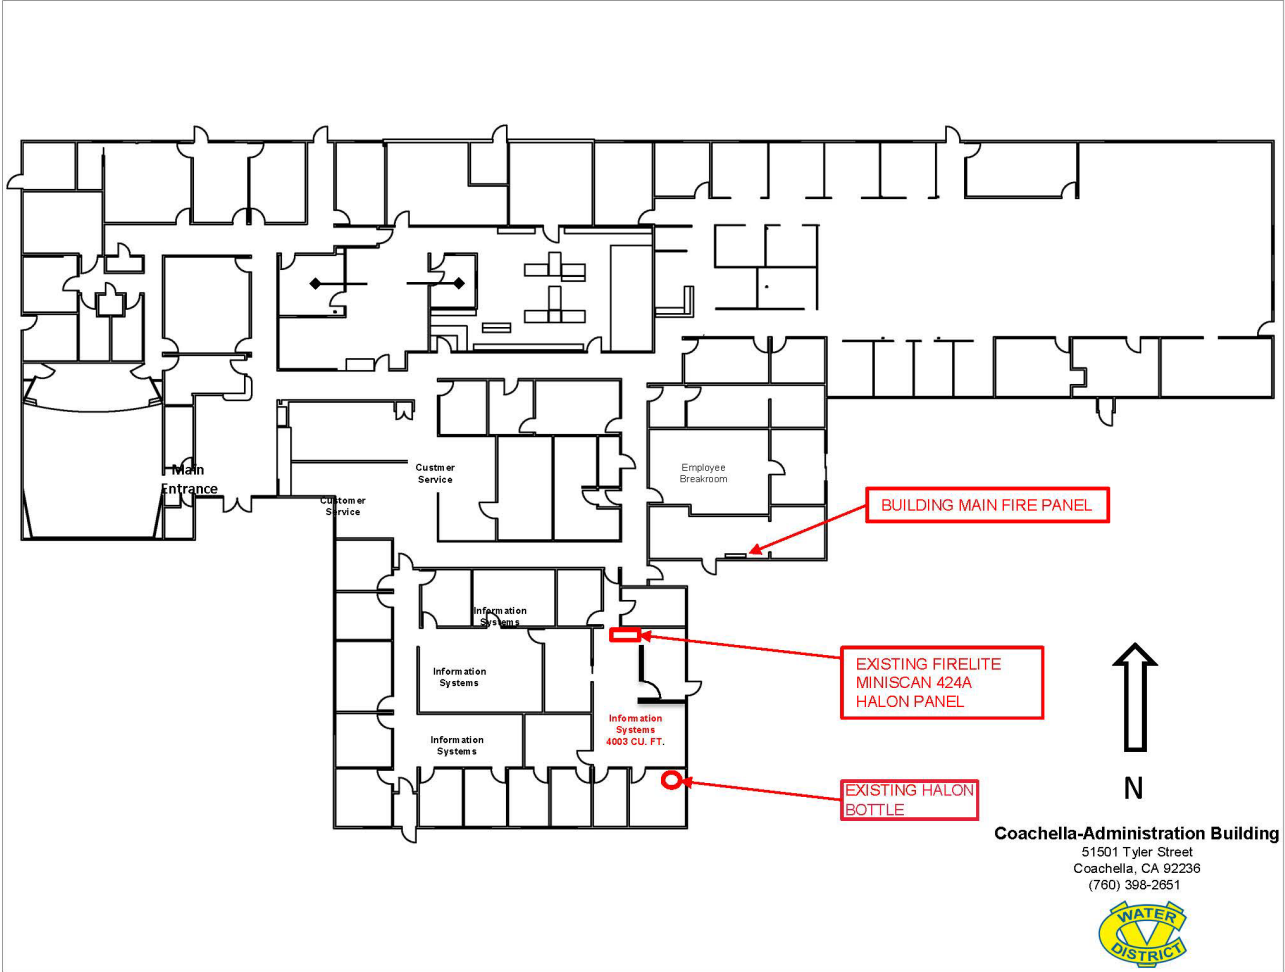 Main
Entrance
Custmer
Service
Customer
Service
Employee
Breakroom
BUILDING MAIN FIRE PANEL
Information
Systems
Information
Systems
Information
Systems
Information
Systems
4003 CU. FT.
EXISTING FIRELITE
MINISCAN 424A
HALON PANEL
EXISTING HALON
BOTTLE
N
Coachella-Administration Building
51501 Tyler Street
Coachella, CA 92236
(760) 398-2651
CV
WATER
DISTRICT